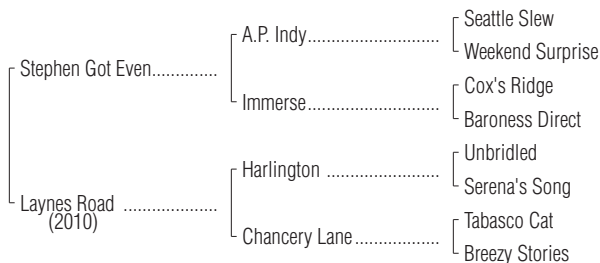 Seattle Slew
A.P. Indy..............................
Weekend Surprise
Stephen Got Even..............
Cox's Ridge
Immerse..............................
Baroness Direct
Unbridled
Harlington ..........................
Serena's Song
Laynes Road ....................
(2010)
Tabasco Cat
Chancery Lane...................
Breezy Stories